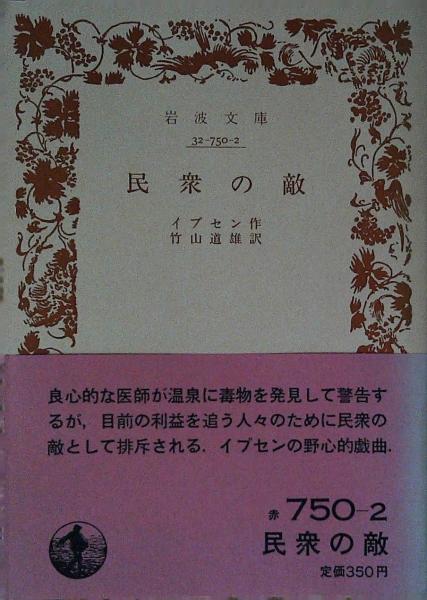 岩波文庫
32-750-2
民衆の敵
イプセン作
竹山道雄訳
良心的な医師が温泉に毒物を発見して警告す
るが，目前の利益を追う人々のために民衆の
敵として排斥される．イプセンの野心的戯曲．
赤 750-2
民衆の敵
定価350円